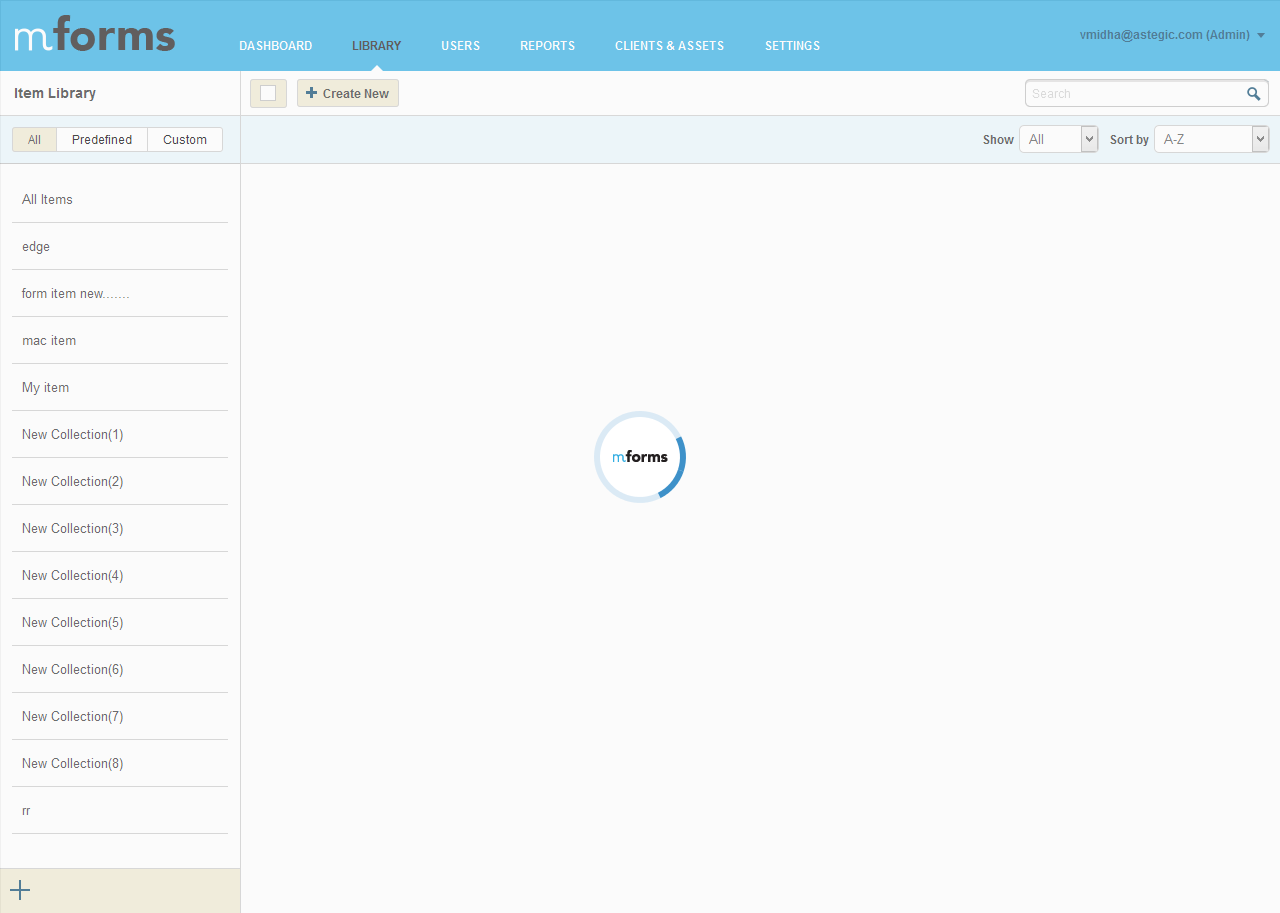 mforms
DASHBOARD LIBRARY USERS REPORTS CLIENTS & ASSETS SETTINGS
vmidha@astegic.com (Admin)
Item Library
Create New
Search
All Predefined Custom
Show All Sort by A-Z
All Items
edge
form item new.......
mac item
My item
New Collection(1)
mforms
New Collection(2)
New Collection(3)
New Collection(4)
New Collection(5)
New Collection(6)
New Collection(7)
New Collection(8)
rr